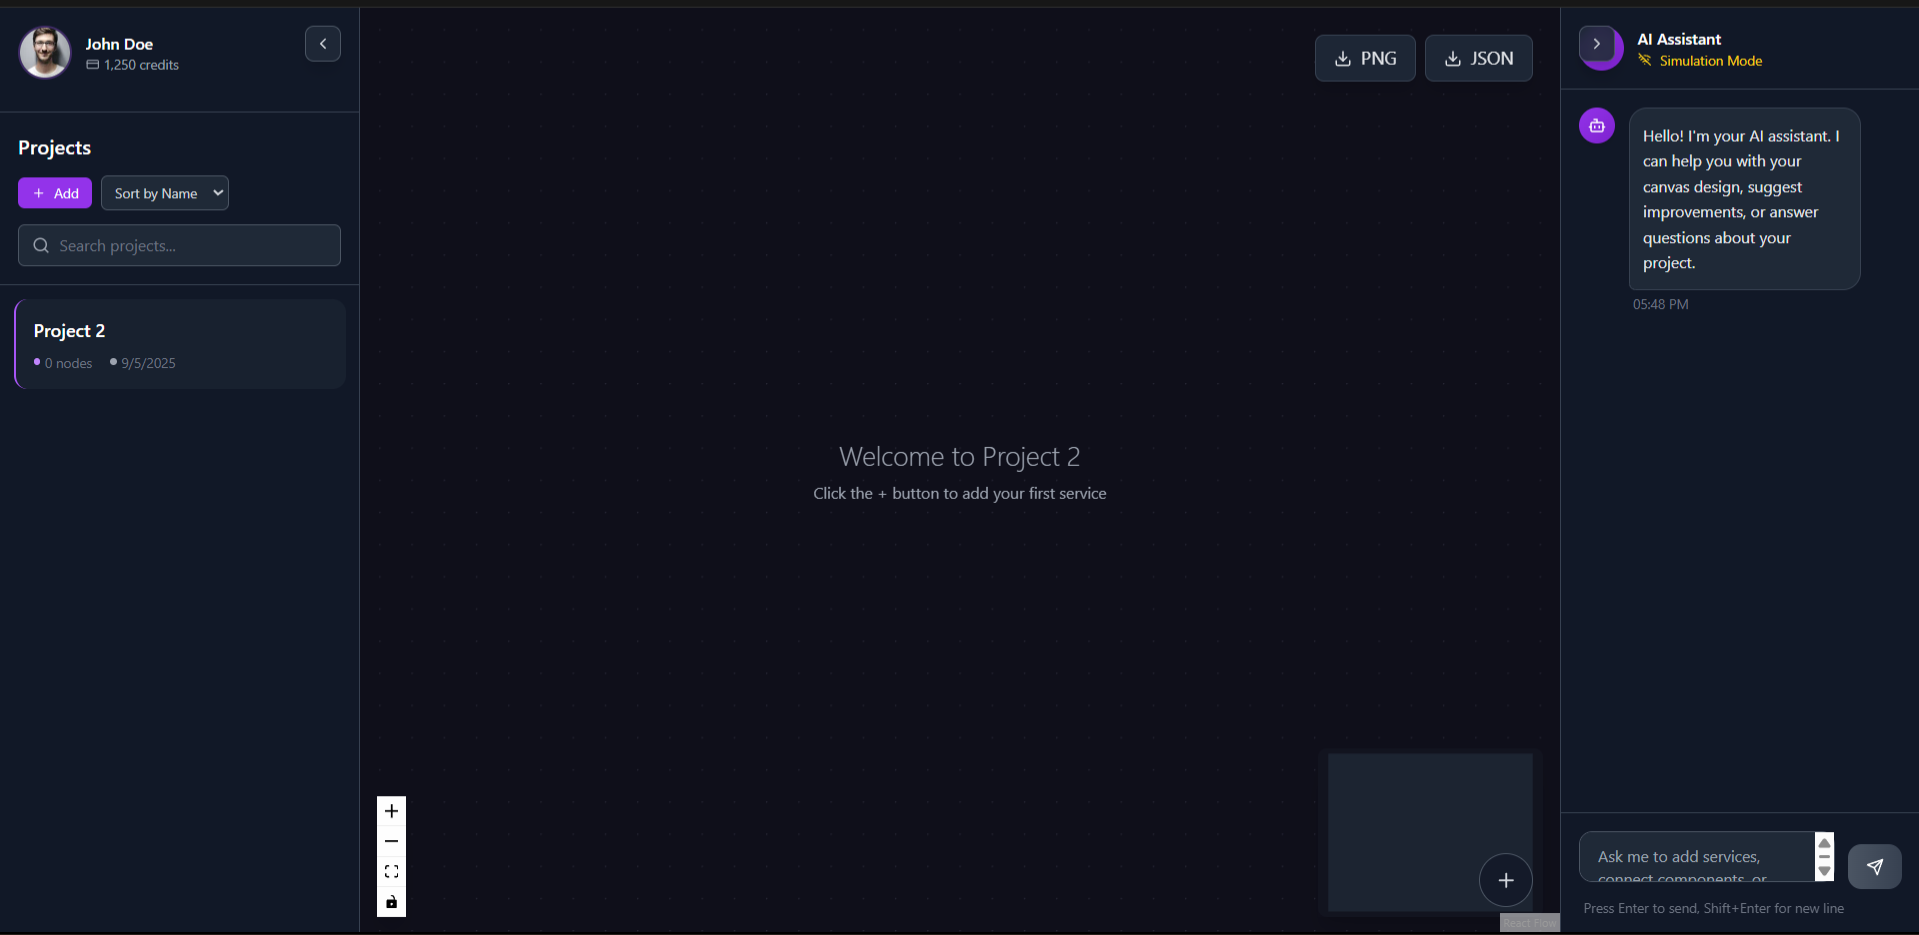 John Doe
1,250 credits
Projects
+ Add
Sort by Name
Search projects...
Project 2
0 nodes
9/5/2025
PNG
JSON
Welcome to Project 2
Click the + button to add your first service
React Flow
AI Assistant
Simulation Mode
Hello! I'm your AI assistant. I
can help you with your
canvas design, suggest
improvements, or answer
questions about your
project.
05:48 PM
Ask me to add services,
connect components, or
Press Enter to send, Shift+Enter for new line